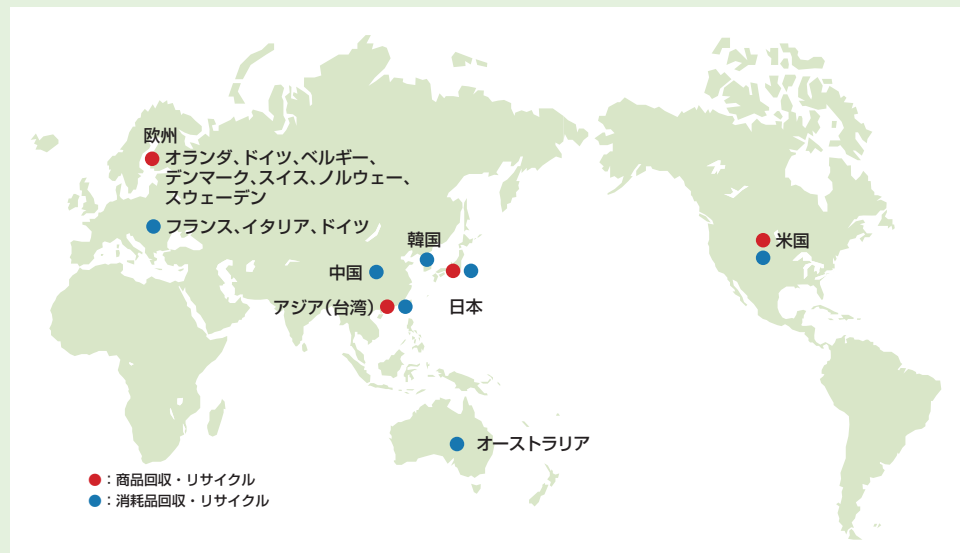 欧州
オランダ、ドイツ、ベルギー、
デンマーク、スイス、ノルウェー、
スウェーデン
フランス、イタリア、ドイツ
韓国
中国
アジア（台湾）
日本
米国
オーストラリア
：商品回収・リサイクル
：消耗品回収・リサイクル